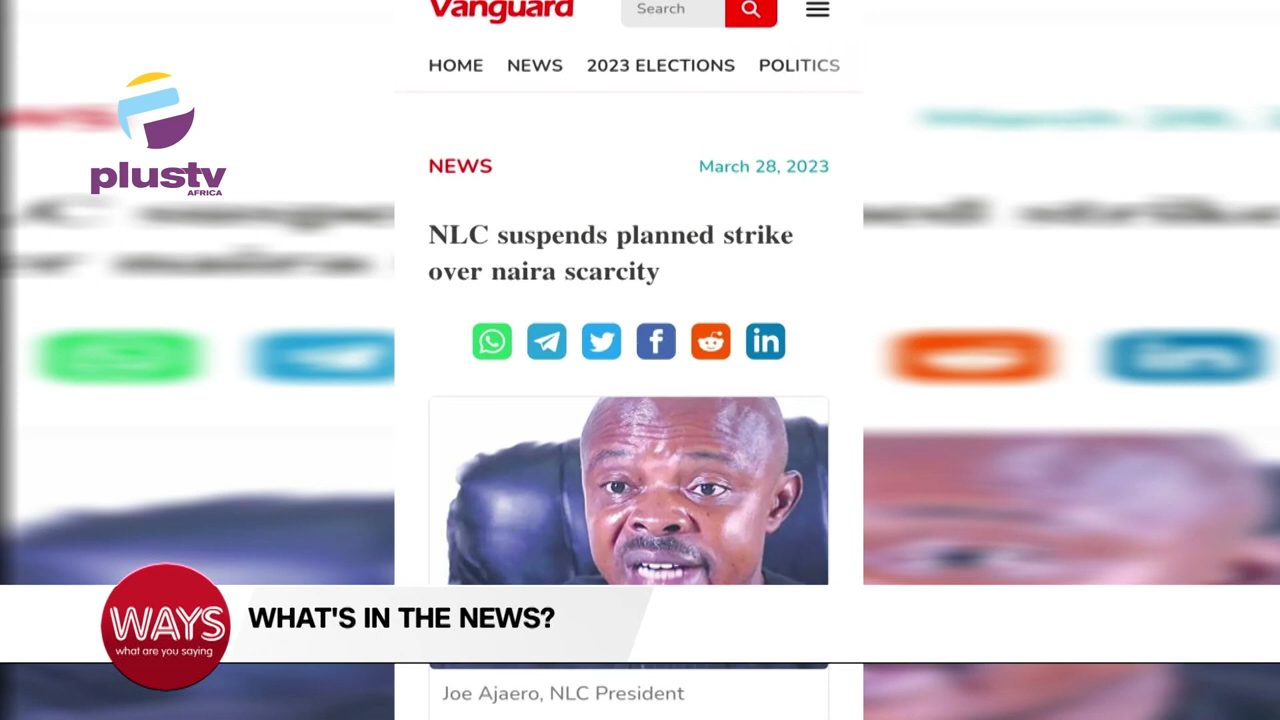 Vanguard
Search
HOME NEWS 2023 ELECTIONS POLITICS
plustv
AFRICA
NEWS
March 28, 2023
NLC suspends planned strike
over naira scarcity
WAYS
what are you saying
WHAT'S IN THE NEWS?
Joe Ajaero, NLC President